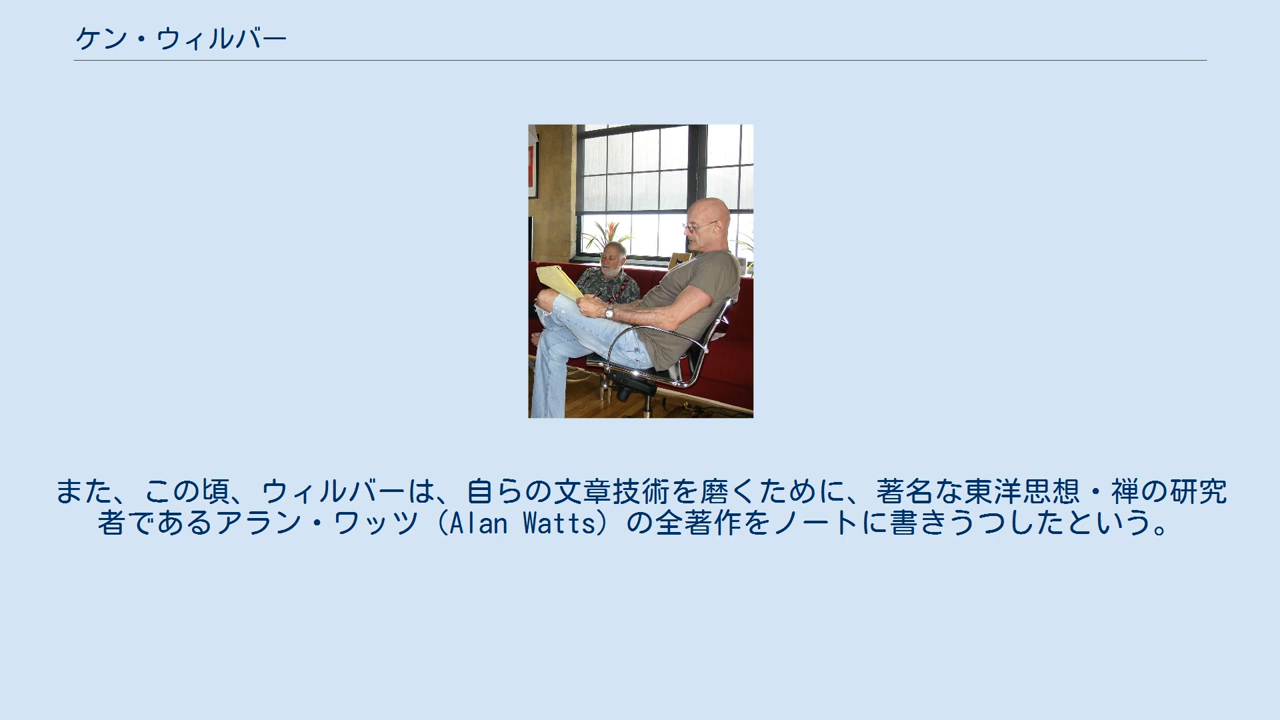 ケン・ウィルバー
また、この頃、ウィルバーは、自らの文章技術を磨くために、著名な東洋思想・禅の研究
者であるアラン・ワッツ（Alan Watts）の全著作をノートに書きうつしたという。